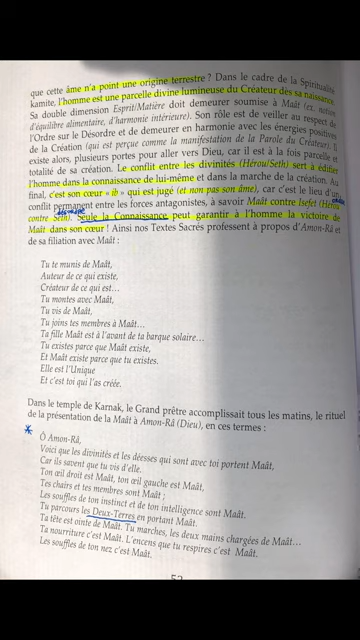 que cette âme n'a point une origine terrestre ? Dans le cadre de la Spiritualité
kamite, l'homme est une parcelle divine lumineuse du Créateur dès sa naissance.
Sa double dimension Esprit/Matière doit demeurer soumise à Maât (ex. notion
d'équilibre alimentaire, d'harmonie intérieure). Son rôle est de veiller au respect de
l'Ordre sur le Désordre et de demeurer en harmonie avec les énergies positives
de la Création (qui est perçue comme la manifestation de la Parole du Créateur). Il
existe alors, plusieurs portes pour aller vers Dieu, car il est à la fois parcelle et
totalité de sa création. Le conflit entre les divinités (Hérou/Seth) sert à édifier
l'homme dans la connaissance de lui-même et dans la marche de la création. Au
final, c'est son cœur « ib » qui est jugé (et non pas son âme), car c'est le lieu d'un
conflit permanent entre les forces antagonistes, à savoir Maât contre Isefet (Hérou
contre Seth). Seule la Connaissance peut garantir à l'homme la victoire de
Maât dans son cœur ! Ainsi nos Textes Sacrés professent à propos d'Amon-Râ et
de sa filiation avec Maât :
Tu te munis de Maât,
Auteur de ce qui existe,
Créateur de ce qui est…
Tu montes avec Maât,
Tu vis de Maât,
Tu joins tes membres à Maât…
Ta fille Maât est à l'avant de ta barque solaire…
Tu existes parce que Maât existe,
Et Maât existe parce que tu existes.
Elle est l'Unique
Et c'est toi qui l'as créée.
Dans le temple de Karnak, le Grand prêtre accomplissait tous les matins, le rituel
de la présentation de la Maât à Amon-Râ (Dieu), en ces termes :
Ô Amon-Râ,
Voici que les divinités et les déesses qui sont avec toi portent Maât,
Car ils savent que tu vis d'elle.
Ton œil droit est Maât, ton œil gauche est Maât,
Tes chairs et tes membres sont Maât ;
Les souffles de ton instinct et de ton intelligence sont Maât.
Tu parcours les Deux-Terres en portant Maât.
Ta tête est ointe de Maât. Tu marches, les deux mains chargées de Maât…
Ta nourriture c'est Maât. L'encens que tu respires c'est Maât.
Les souffles de ton nez c'est Maât.